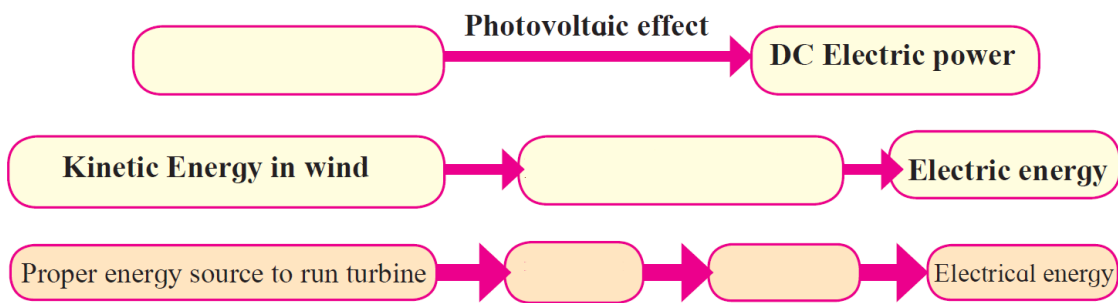 Photovoltaic effect
DC Electric power
Kinetic Energy in wind
Electric energy
Proper energy source to run turbine
Electrical energy